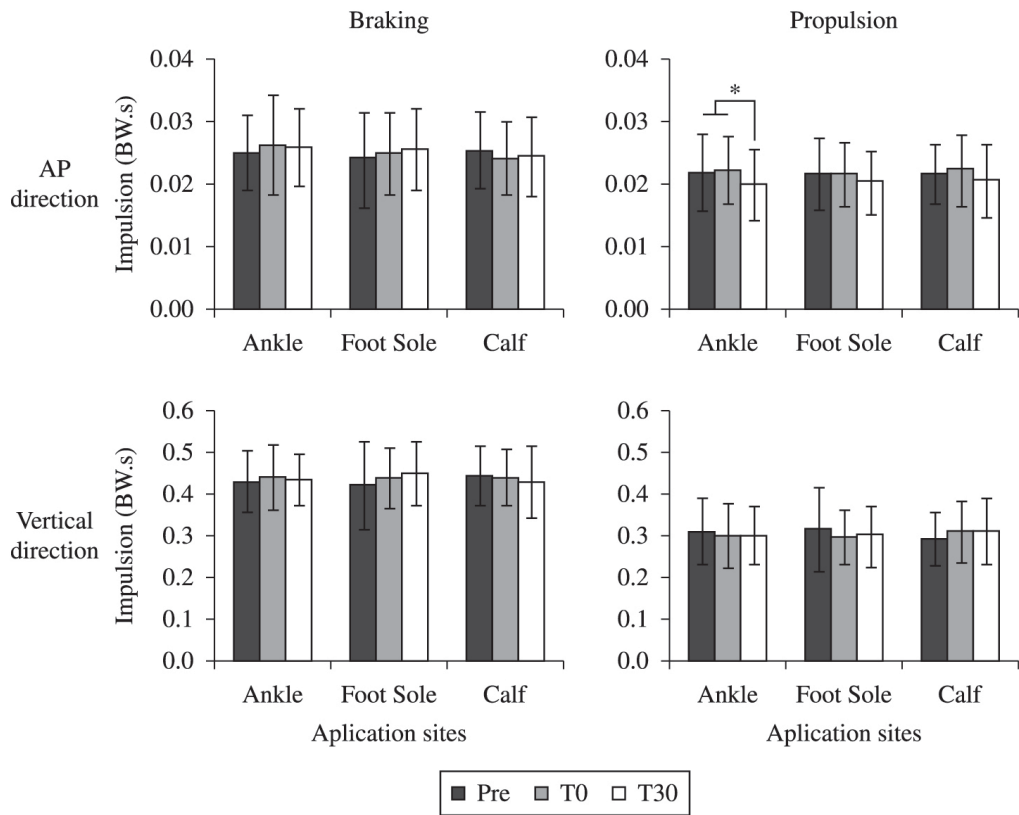 Braking
Propulsion
AP
direction
Impulsion (BW.s)
0.04
0.03
0.02
0.01
0.00
Ankle Foot Sole Calf
0.04
0.03
0.02
0.01
0.00
*
Ankle Foot Sole Calf
Vertical
direction
Impulsion (BW.s)
0.6
0.5
0.4
0.3
0.2
0.1
0.0
Ankle Foot Sole Calf
Aplication sites
0.6
0.5
0.4
0.3
0.2
0.1
0.0
Ankle Foot Sole Calf
Aplication sites
Pre T0 T30